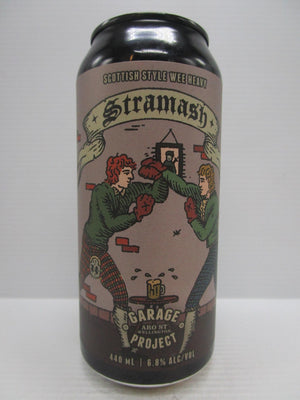 SCOTTISH STYLE WEE HEAVY
Stramash
GARAGE
ARO ST
WELLINGTON
PROJECT
440 ML | 6.8% ALC/VOL